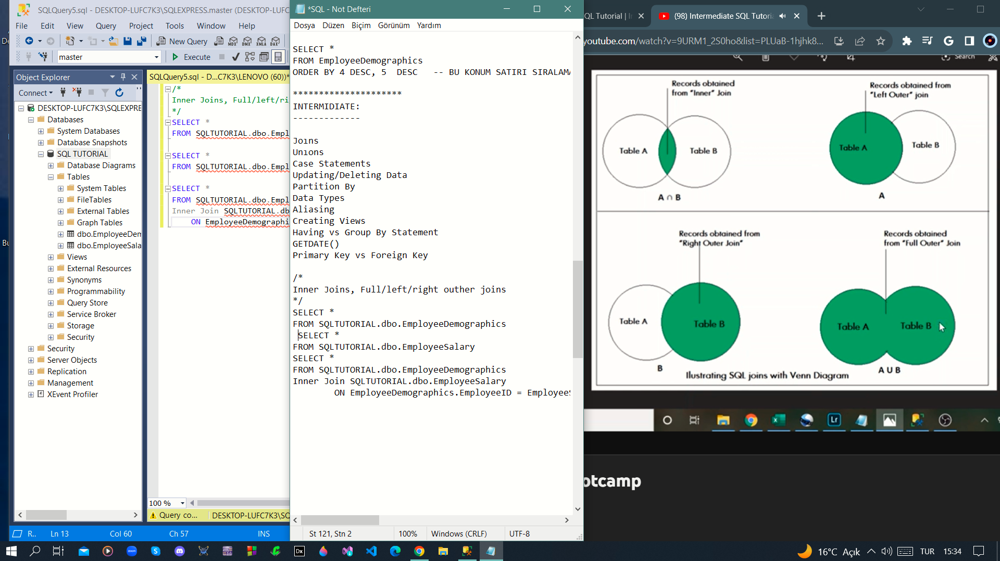 SQLQuery5.sql - DESKTOP-LUFC7K3\SQLEXPRESS.master (DESKTOP-LUFC
File Edit View Query Project Tools Window Help
New Query
MDX DMX XMLA DAX
master
Execute
Object Explorer
Connect
DESKTOP-LUFC7K3\SQLEXPRE
Databases
System Databases
Database Snapshots
SQL TUTORIAL
Database Diagrams
Tables
System Tables
FileTables
External Tables
Graph Tables
dbo.EmployeeDem
dbo.EmployeeSala
Views
External Resources
Synonyms
Programmability
Query Store
Service Broker
Storage
Security
Security
Server Objects
Replication
Management
XEvent Profiler
SQLQuery5.sql - D...C7K3\LENOVO (60))*
/*
Inner Joins, Full/left/ri
*/
SELECT *
FROM SQLTUTORIAL.dbo.Empl
SELECT *
FROM SQLTUTORIAL.dbo.Empl
SELECT *
FROM SQLTUTORIAL.dbo.Empl
Inner Join SQLTUTORIAL.db
ON EmployeeDemographi
100 %
Query co...
DESKTOP-LUFC7K3\SQ
R..
Ln 13
Col 60
Ch 57
INS
*SQL - Not Defteri
Dosya Düzen Biçim Görünüm Yardım
SELECT *
FROM EmployeeDemographics
ORDER BY 4 DESC, 5  DESC   -- BU KONUM SATIRI SIRALAMA
*********************
INTERMIDIATE:
-------------
Joıns
Unıons
Case Statements
Updating/Deleting Data
Partition By
Data Types
Aliasing
Creating Views
Having vs Group By Statement
GETDATE()
Primary Key vs Foreign Key
/*
Inner Joins, Full/left/right outher joins
*/
SELECT *
FROM SQLTUTORIAL.dbo.EmployeeDemographics
SELECT *
FROM SQLTUTORIAL.dbo.EmployeeSalary
SELECT *
FROM SQLTUTORIAL.dbo.EmployeeDemographics
Inner Join SQLTUTORIAL.dbo.EmployeeSalary
ON EmployeeDemographics.EmployeeID = EmployeeS
St 121, Stn 2
100%
Windows (CRLF)
UTF-8
QL Tutorial | I
(98) Intermediate SQL Tutoria
youtube.com/watch?v=9URM1_2S0ho&list=PLUaB-1hjhk8...
Search
Records obtained
from "Inner" Join
Table A
Table B
A ∩ B
Records obtained from
"Left Outer" join
Table A
Table B
A
Records obtained from
"Right Outer Join"
Table A
Table B
B
Records obtained
from "Full Outer" Join
Table A
Table B
A U B
Ilustrating SQL joins with Venn Diagram
Lr
otcamp
zoom
Dx
16°C Açık
TUR
15:34